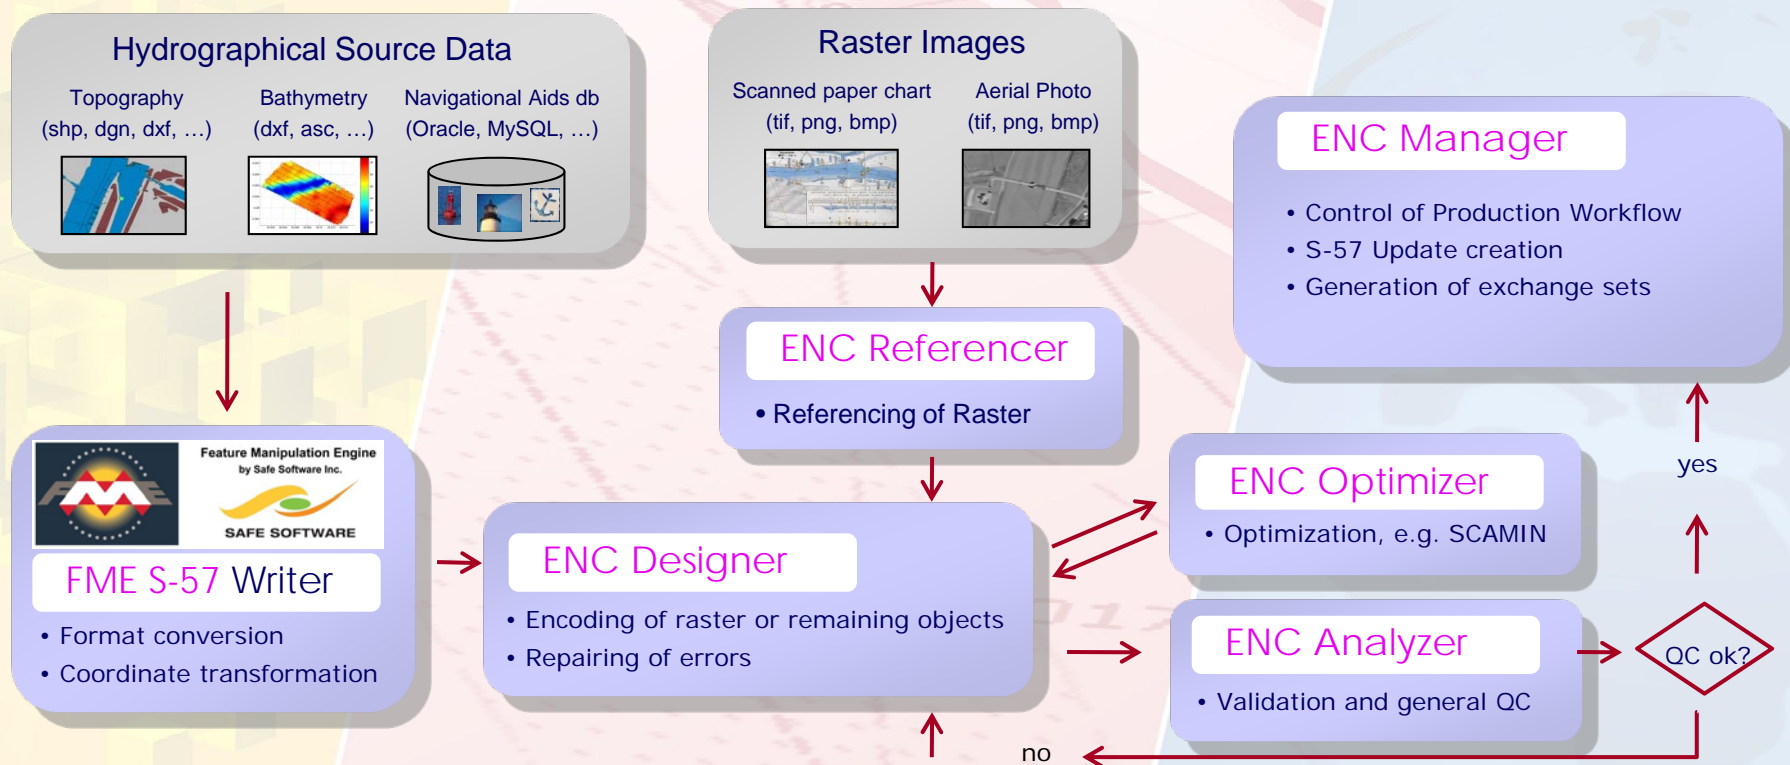 Hydrographical Source Data
Topography
(shp, dgn, dxf, …)
Bathymetry
(dxf, asc, …)
Navigational Aids db
(Oracle, MySQL, …)
Raster Images
Scanned paper chart
(tif, png, bmp)
Aerial Photo
(tif, png, bmp)
ENC Manager
• Control of Production Workflow
• S-57 Update creation
• Generation of exchange sets
ENC Referencer
• Referencing of Raster
FME
Feature Manipulation Engine
by Safe Software Inc.
SAFE SOFTWARE
FME S-57 Writer
• Format conversion
• Coordinate transformation
ENC Designer
• Encoding of raster or remaining objects
• Repairing of errors
ENC Optimizer
• Optimization, e.g. SCAMIN
ENC Analyzer
• Validation and general QC
QC ok?
yes
no